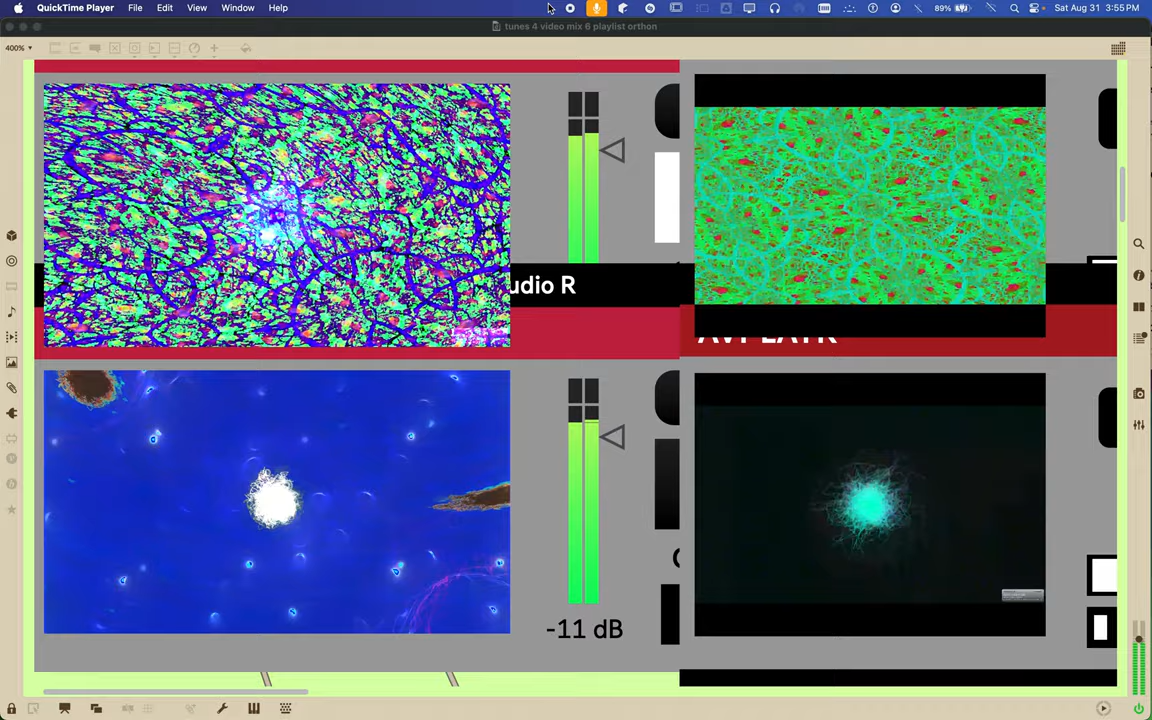 QuickTime Player File Edit View Window Help 89% Sat Aug 31 3:55 PM
tunes 4 video mix 6 playlist orthon
400%
udio R
-11 dB